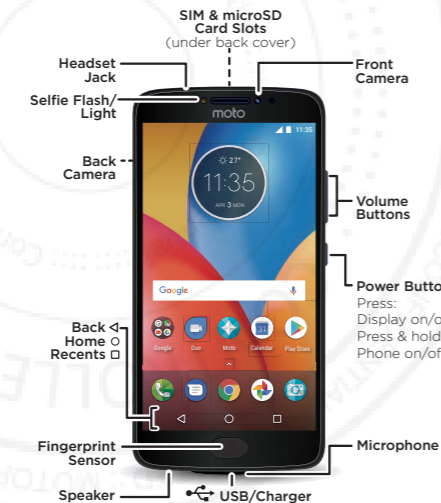 SIM & microSD
Card Slots
(under back cover)
Headset
Jack
Front
Camera
Selfie Flash/
Light
moto
11:35
Back
Camera
27°
11:35
APR 3 MON
Volume
Buttons
Google
Power Butto
Press:
Display on/o
Press & hold
Phone on/of
Google
Duo
Moto
31
Calendar
Play Store
Back
Home
Recents
Fingerprint
Sensor
Microphone
Speaker
USB/Charger